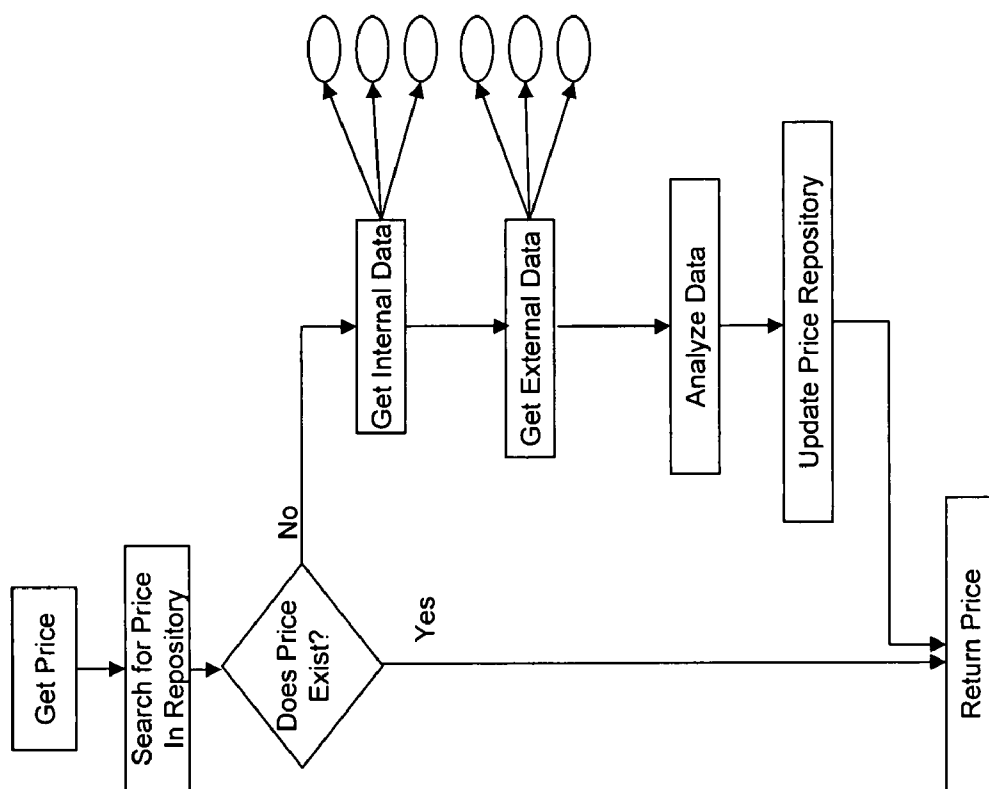 Get Price
Search for Price
In Repository
Does Price
Exist?
No
Yes
Get Internal Data
Get External Data
Analyze Data
Update Price Repository
Return Price